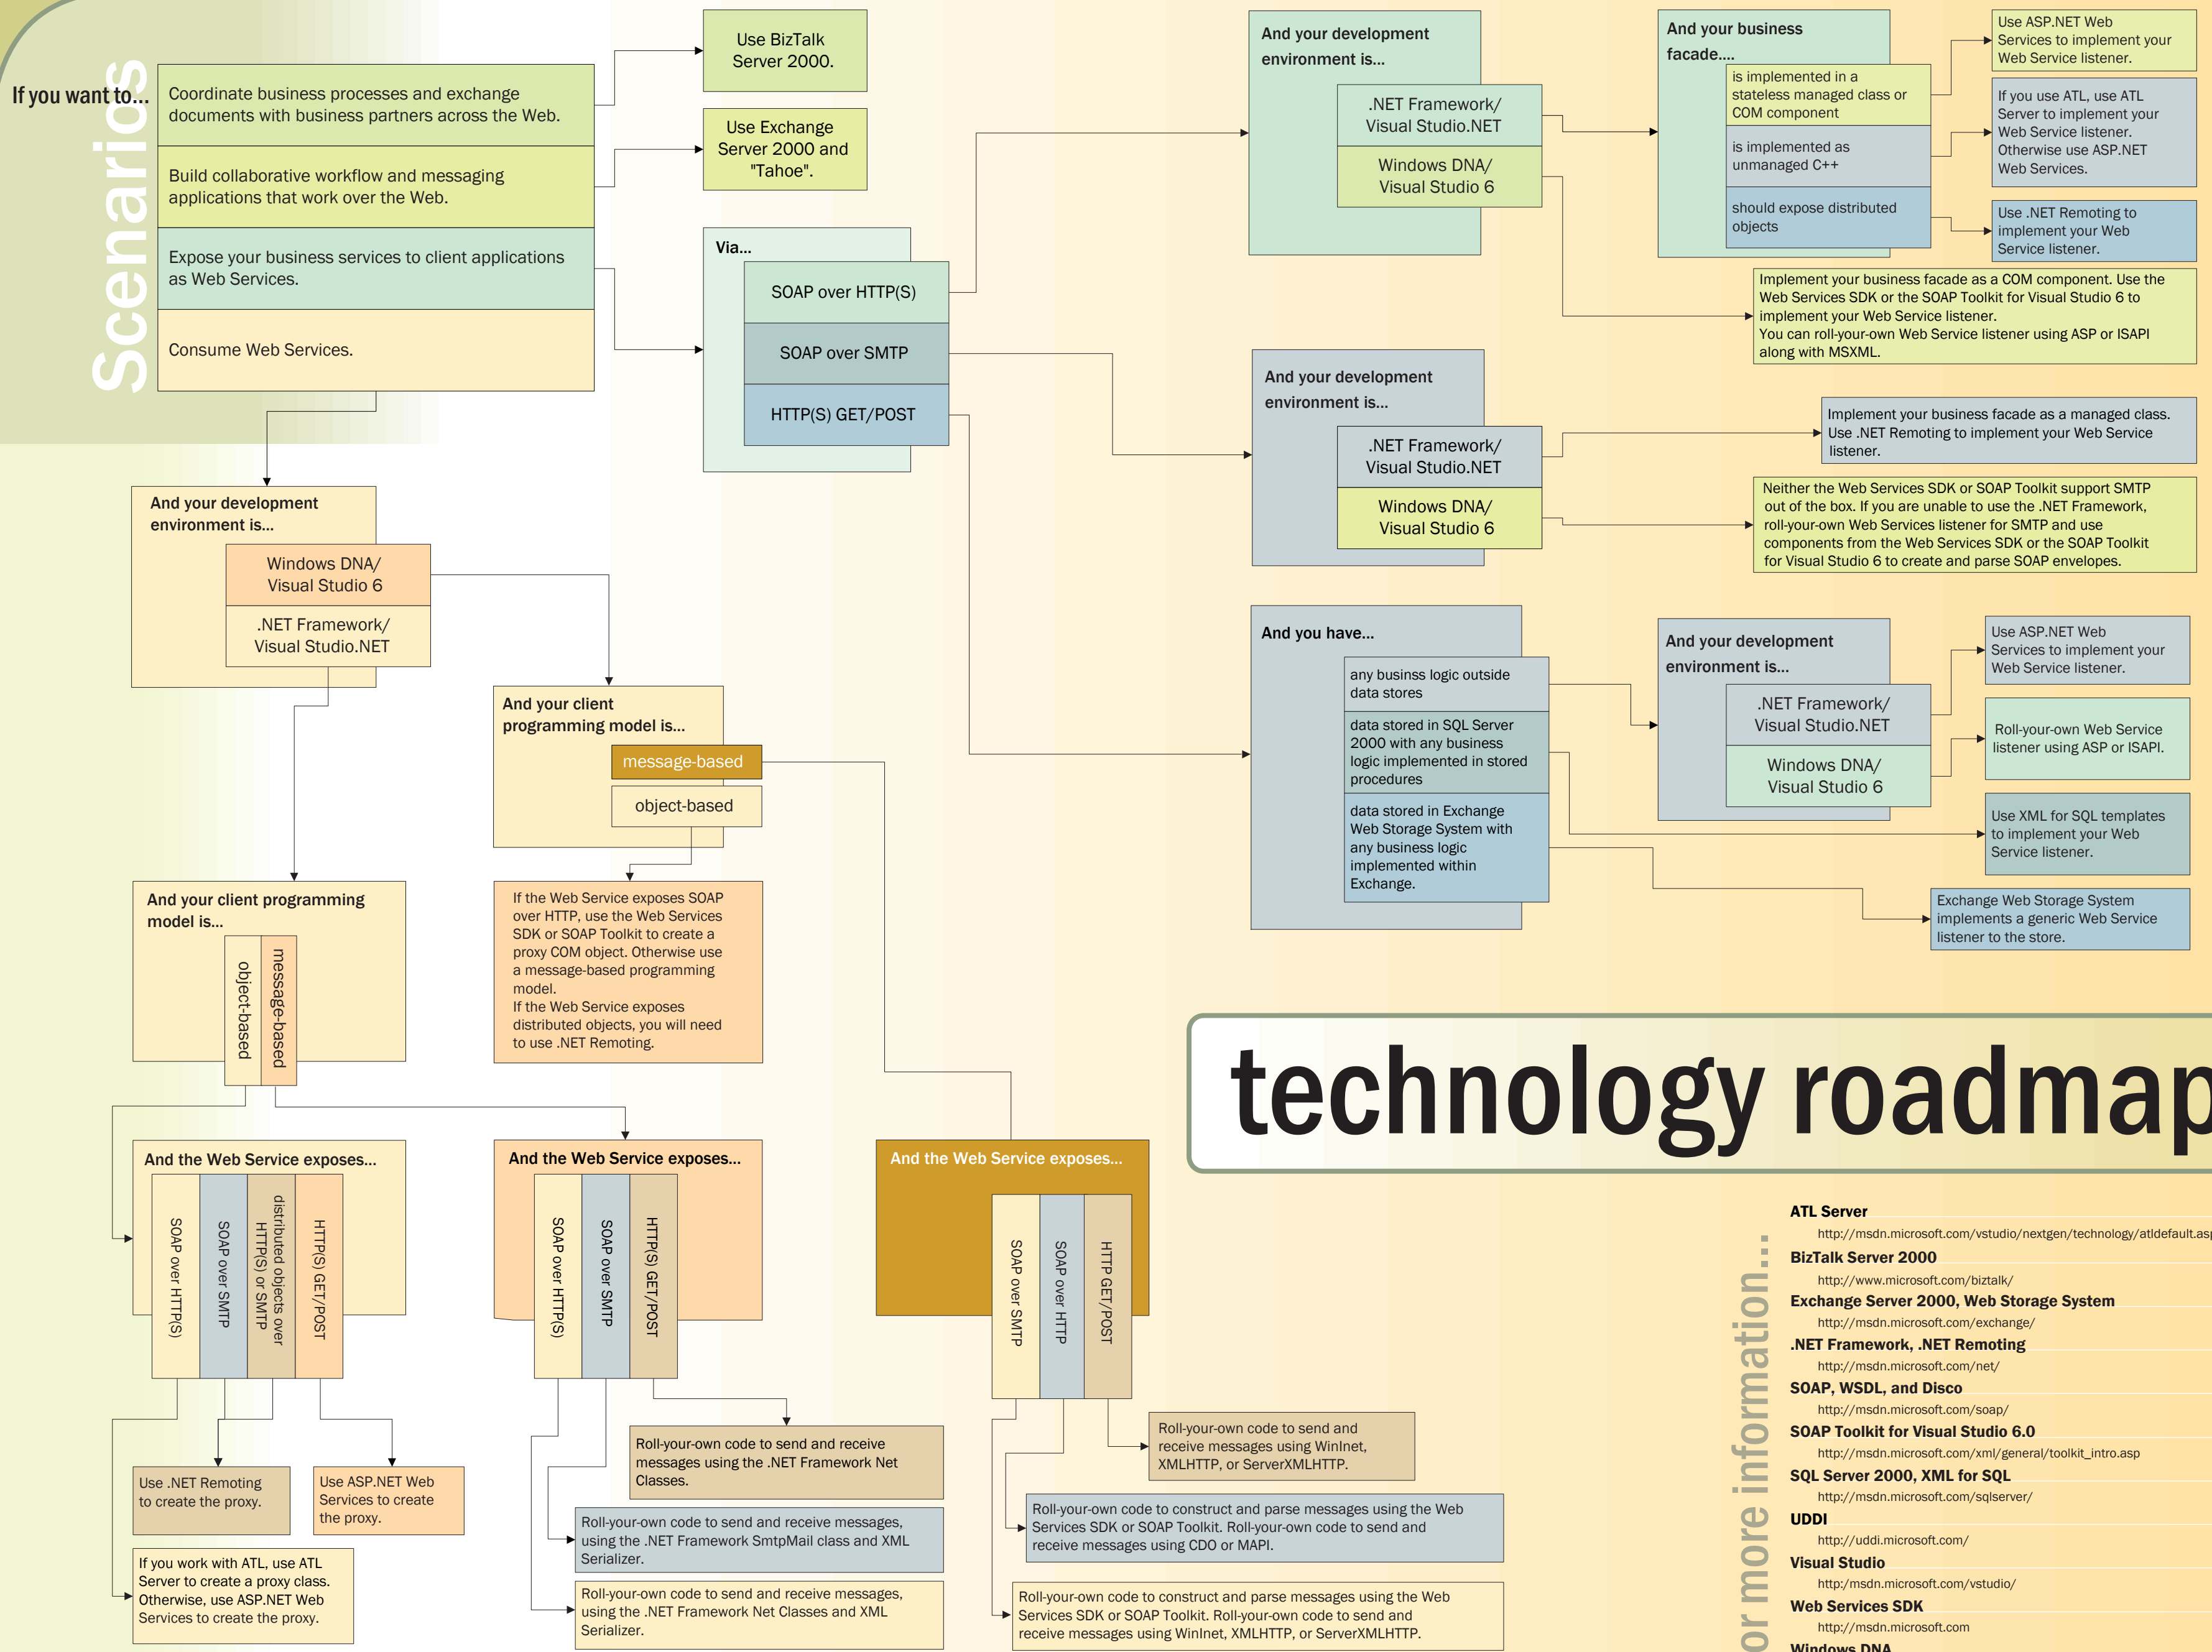 Scenarios
If you want to...
Coordinate business processes and exchange
documents with business partners across the Web.
Build collaborative workflow and messaging
applications that work over the Web.
Expose your business services to client applications
as Web Services.
Consume Web Services.
Use BizTalk
Server 2000.
Use Exchange
Server 2000 and
"Tahoe".
Via...
SOAP over HTTP(S)
SOAP over SMTP
HTTP(S) GET/POST
And your development
environment is...
.NET Framework/
Visual Studio.NET
Windows DNA/
Visual Studio 6
And your business
facade....
is implemented in a
stateless managed class or
COM component
is implemented as
unmanaged C++
should expose distributed
objects
Use ASP.NET Web
Services to implement your
Web Service listener.
If you use ATL, use ATL
Server to implement your
Web Service listener.
Otherwise use ASP.NET
Web Services.
Use .NET Remoting to
implement your Web
Service listener.
Implement your business facade as a COM component. Use the
Web Services SDK or the SOAP Toolkit for Visual Studio 6 to
implement your Web Service listener.
You can roll-your-own Web Service listener using ASP or ISAPI
along with MSXML.
And your development
environment is...
.NET Framework/
Visual Studio.NET
Windows DNA/
Visual Studio 6
Implement your business facade as a managed class.
Use .NET Remoting to implement your Web Service
listener.
Neither the Web Services SDK or SOAP Toolkit support SMTP
out of the box. If you are unable to use the .NET Framework,
roll-your-own Web Services listener for SMTP and use
components from the Web Services SDK or the SOAP Toolkit
for Visual Studio 6 to create and parse SOAP envelopes.
And you have...
any businss logic outside
data stores
data stored in SQL Server
2000 with any business
logic implemented in stored
procedures
data stored in Exchange
Web Storage System with
any business logic
implemented within
Exchange.
And your development
environment is...
.NET Framework/
Visual Studio.NET
Windows DNA/
Visual Studio 6
Use ASP.NET Web
Services to implement your
Web Service listener.
Roll-your-own Web Service
listener using ASP or ISAPI.
Use XML for SQL templates
to implement your Web
Service listener.
Exchange Web Storage System
implements a generic Web Service
listener to the store.
And your development
environment is...
Windows DNA/
Visual Studio 6
.NET Framework/
Visual Studio.NET
And your client
programming model is...
message-based
object-based
If the Web Service exposes SOAP
over HTTP, use the Web Services
SDK or SOAP Toolkit to create a
proxy COM object. Otherwise use
a message-based programming
model.
If the Web Service exposes
distributed objects, you will need
to use .NET Remoting.
And your client programming
model is...
object-based
message-based
And the Web Service exposes...
SOAP over HTTP(S)
SOAP over SMTP
distributed objects over
HTTP(S) or SMTP
HTTP(S) GET/POST
Use .NET Remoting
to create the proxy.
Use ASP.NET Web
Services to create
the proxy.
If you work with ATL, use ATL
Server to create a proxy class.
Otherwise, use ASP.NET Web
Services to create the proxy.
And the Web Service exposes...
SOAP over HTTP(S)
SOAP over SMTP
HTTP(S) GET/POST
Roll-your-own code to send and receive
messages using the .NET Framework Net
Classes.
Roll-your-own code to send and receive messages,
using the .NET Framework SmtpMail class and XML
Serializer.
Roll-your-own code to send and receive messages,
using the .NET Framework Net Classes and XML
Serializer.
And the Web Service exposes...
SOAP over SMTP
SOAP over HTTP
HTTP GET/POST
Roll-your-own code to send and
receive messages using WinInet,
XMLHTTP, or ServerXMLHTTP.
Roll-your-own code to construct and parse messages using the Web
Services SDK or SOAP Toolkit. Roll-your-own code to send and
receive messages using CDO or MAPI.
Roll-your-own code to construct and parse messages using the Web
Services SDK or SOAP Toolkit. Roll-your-own code to send and
receive messages using WinInet, XMLHTTP, or ServerXMLHTTP.
technology roadmap
or more information...
ATL Server
http://msdn.microsoft.com/vstudio/nextgen/technology/atldefault.asp
BizTalk Server 2000
http://www.microsoft.com/biztalk/
Exchange Server 2000, Web Storage System
http://msdn.microsoft.com/exchange/
.NET Framework, .NET Remoting
http://msdn.microsoft.com/net/
SOAP, WSDL, and Disco
http://msdn.microsoft.com/soap/
SOAP Toolkit for Visual Studio 6.0
http://msdn.microsoft.com/xml/general/toolkit_intro.asp
SQL Server 2000, XML for SQL
http://msdn.microsoft.com/sqlserver/
UDDI
http://uddi.microsoft.com/
Visual Studio
http:/msdn.microsoft.com/vstudio/
Web Services SDK
http://msdn.microsoft.com
Windows DNA